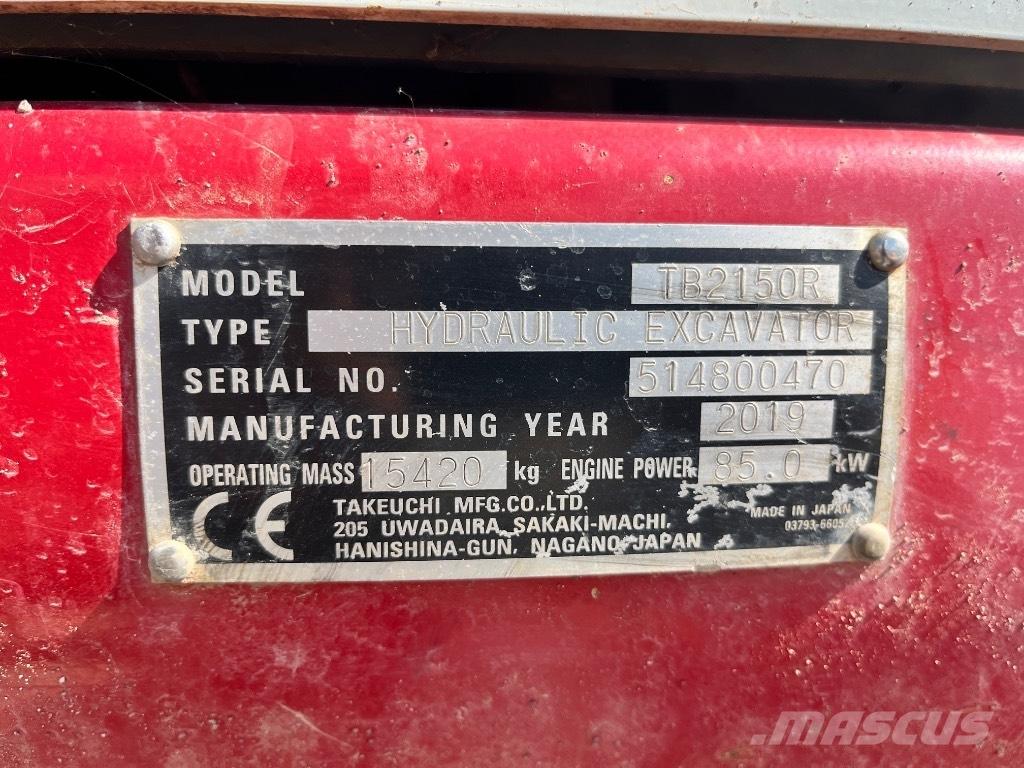 MODEL TB2150R
TYPE HYDRAULIC EXCAVATOR
SERIAL NO. 514800470
MANUFACTURING YEAR 2019
OPERATING MASS 15420 kg ENGINE POWER 85.0 kW
CE
TAKEUCHI MFG.CO.,LTD.
205 UWADAIRA, SAKAKI-MACHI,
HANISHINA-GUN, NAGANO, JAPAN
MADE IN JAPAN
MASCUS